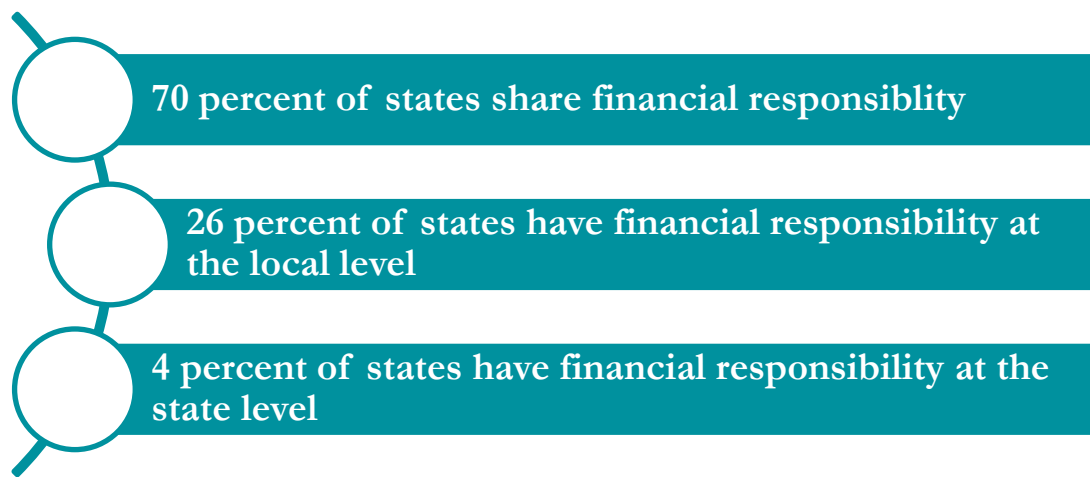 70 percent of states share financial responsiblity
26 percent of states have financial responsibility at
the local level
4 percent of states have financial responsibility at the
state level